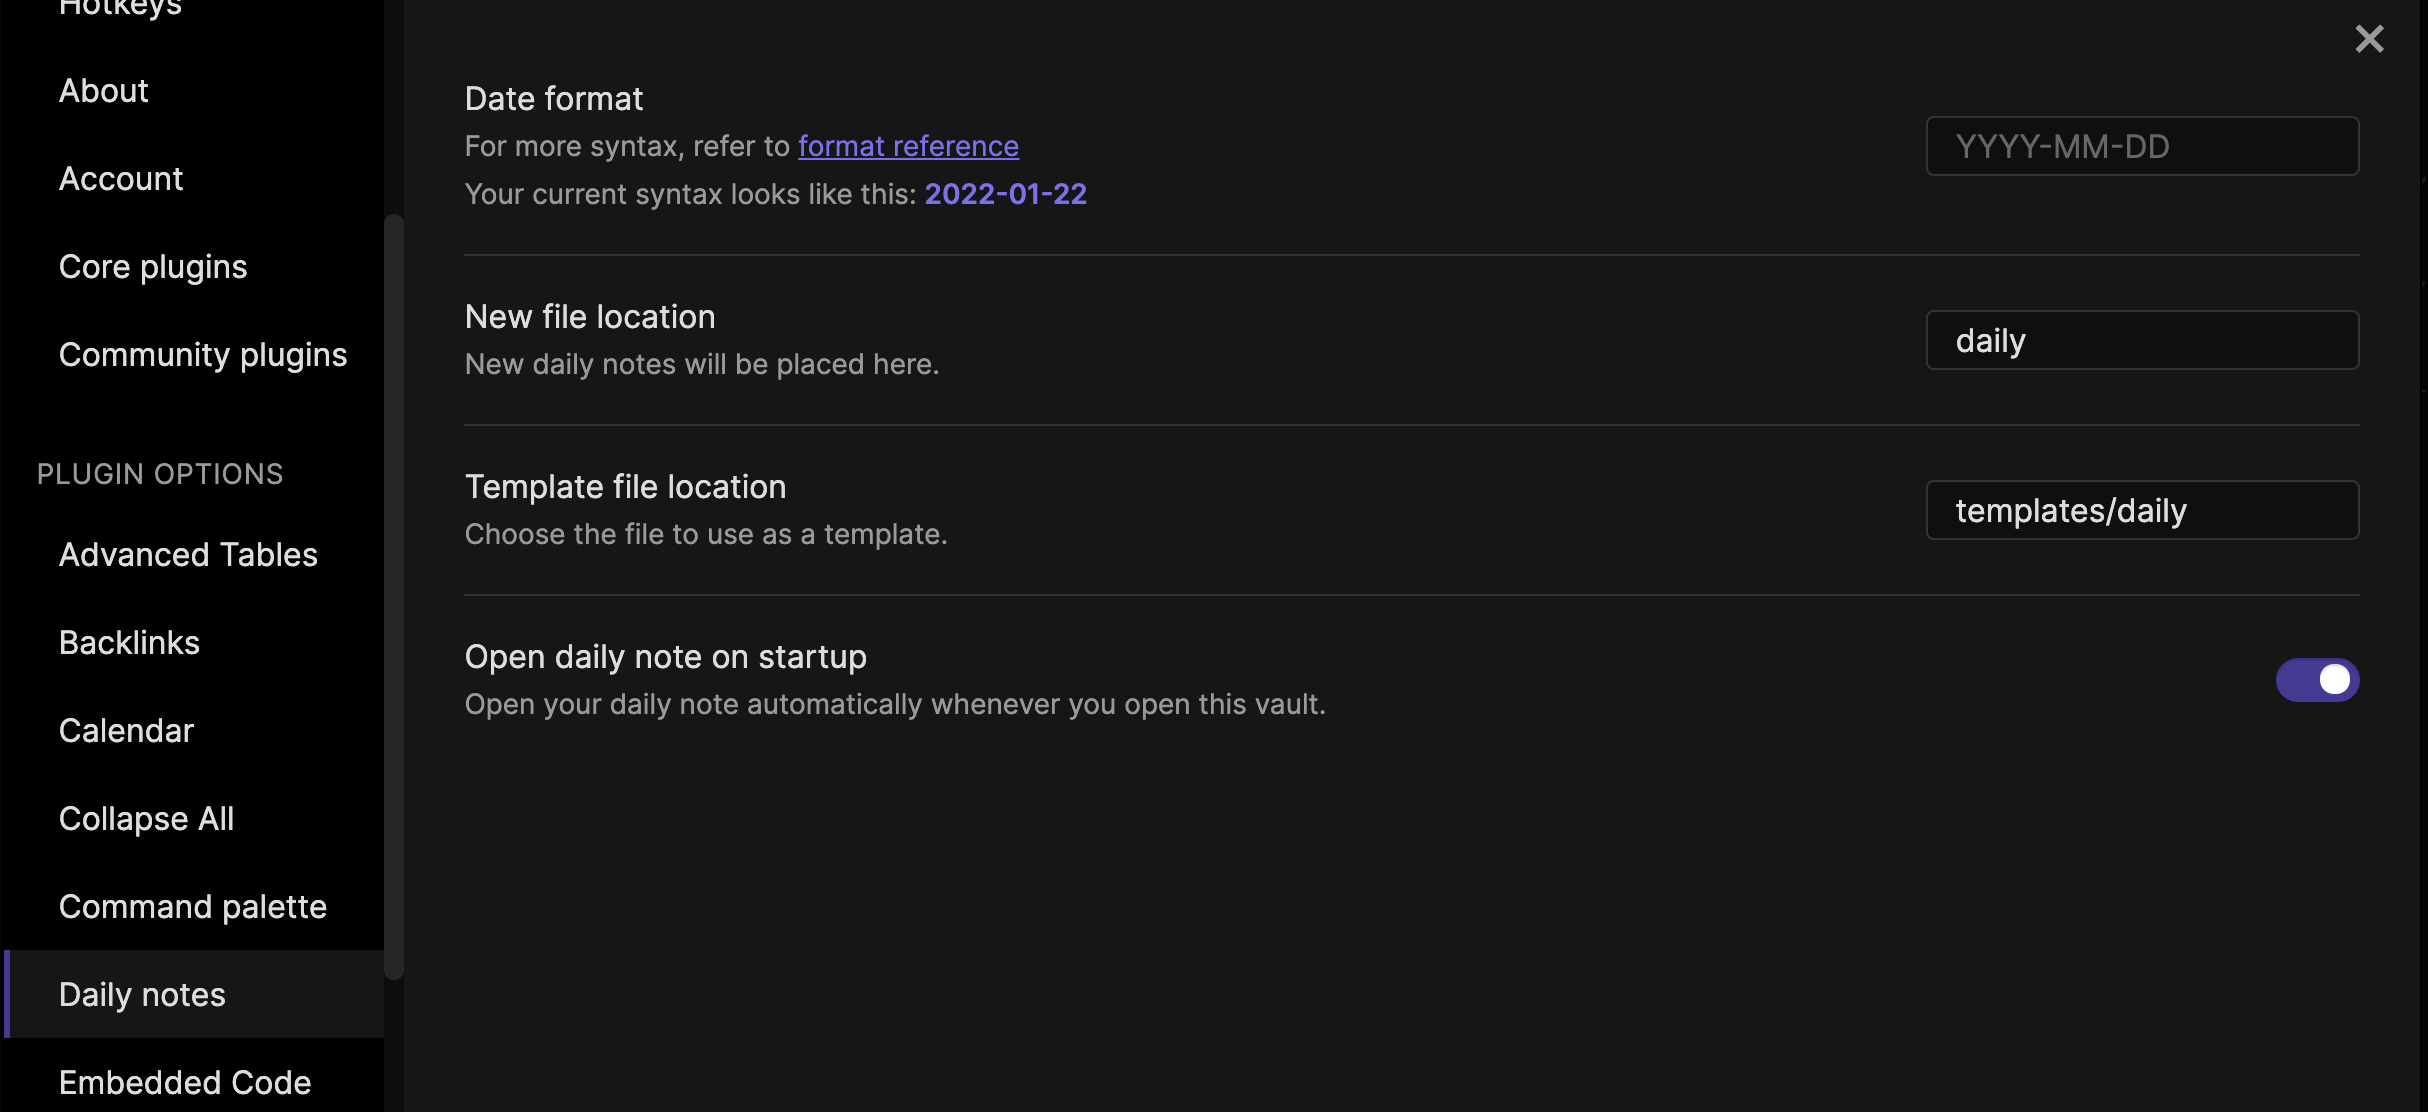 Hotkeys
About
Account
Core plugins
Community plugins
PLUGIN OPTIONS
Advanced Tables
Backlinks
Calendar
Collapse All
Command palette
Daily notes
Embedded Code
Date format
For more syntax, refer to format reference
Your current syntax looks like this: 2022-01-22
YYYY-MM-DD
New file location
New daily notes will be placed here.
daily
Template file location
Choose the file to use as a template.
templates/daily
Open daily note on startup
Open your daily note automatically whenever you open this vault.